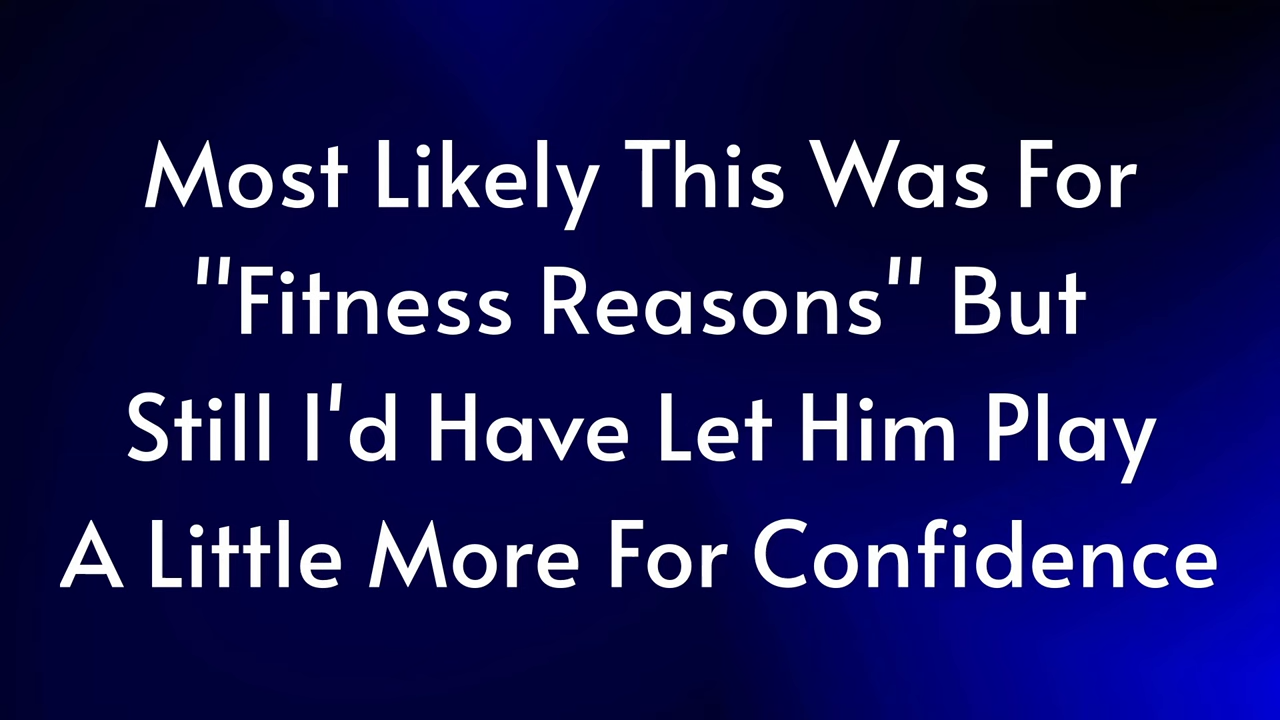 Most Likely This Was For
"Fitness Reasons" But
Still I'd Have Let Him Play
A Little More For Confidence